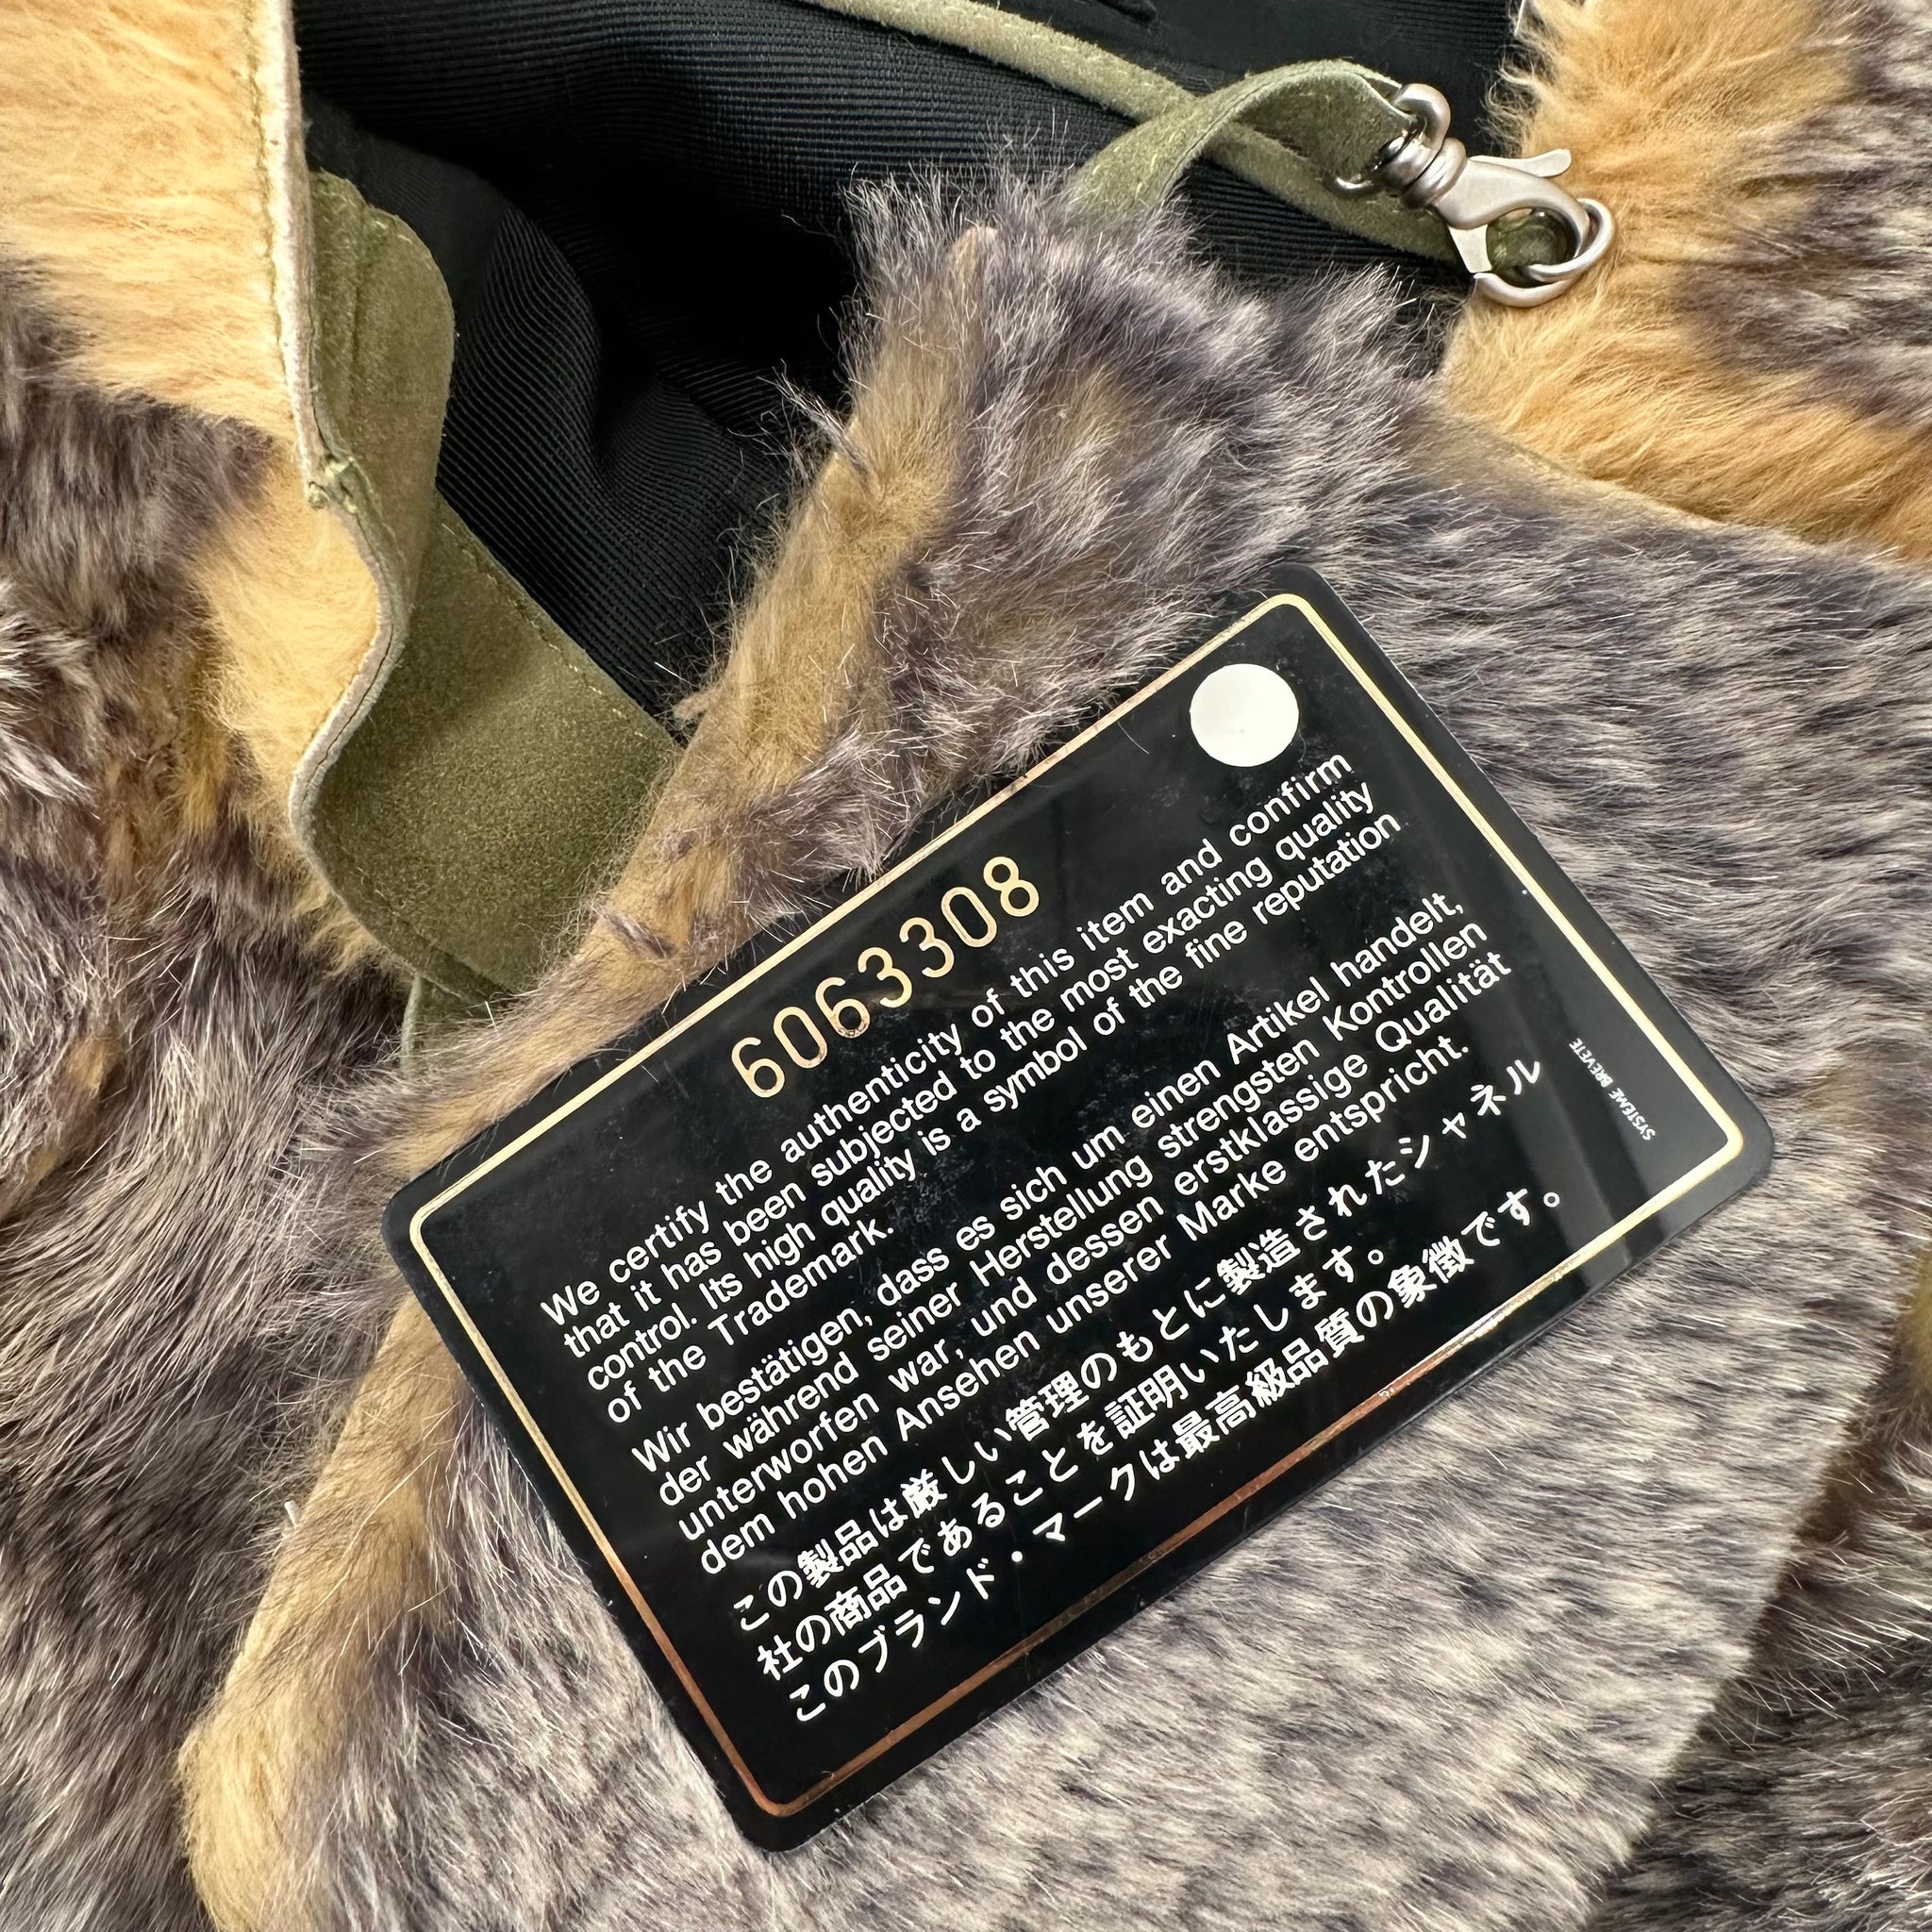 6063308
We certify the authenticity of this item and confirm
that it has been subjected to the most exacting quality
control. Its high quality is a symbol of the fine reputation
of the Trademark.
Wir bestätigen, dass es sich um einen Artikel handelt,
der während seiner Herstellung strengsten Kontrollen
unterworfen war, und dessen erstklassige Qualität
dem hohen Ansehen unserer Marke entspricht.
この製品は厳しい管理のもとに製造されたシャネル
社の商品であることを証明いたします。
このブランド・マークは最高級品質の象徴です。
SYSTEME BREVETE